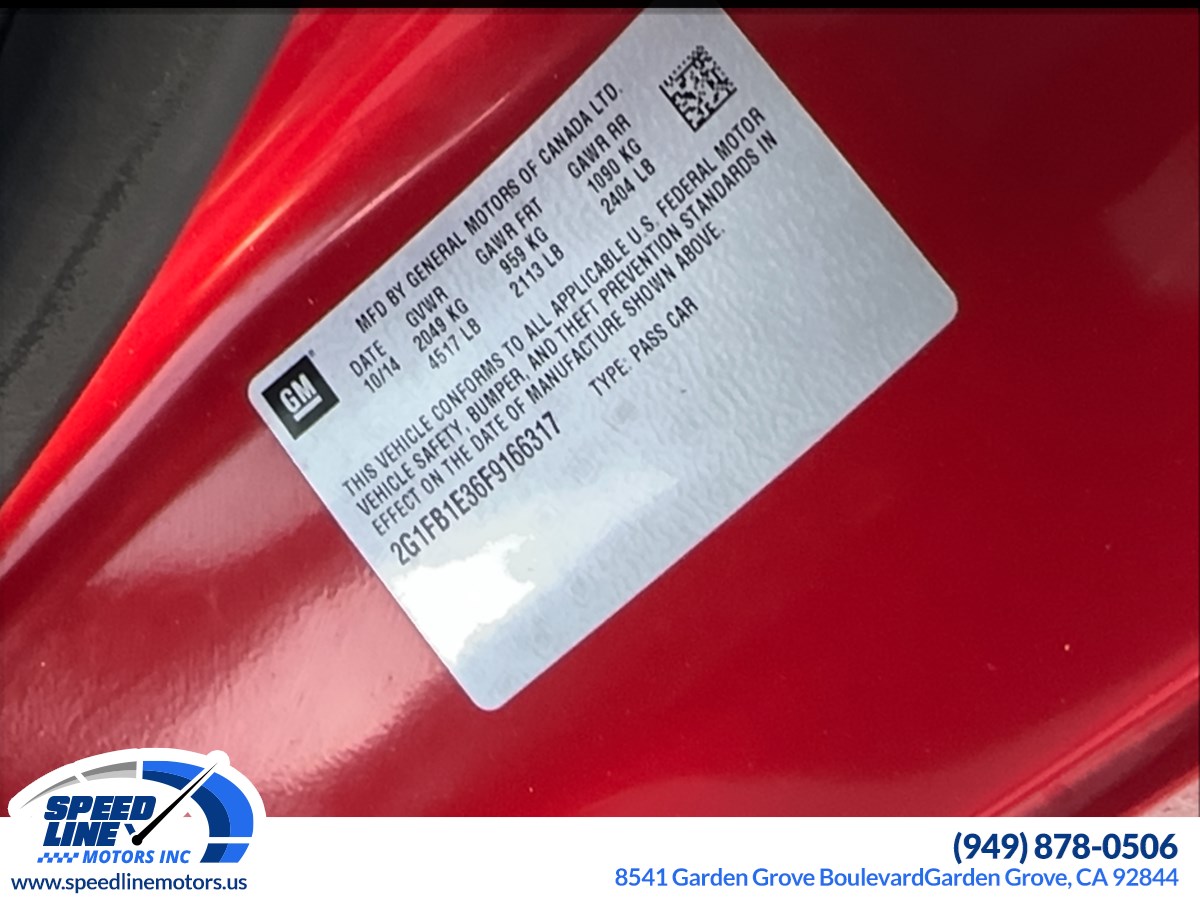 MFD BY GENERAL MOTORS OF CANADA LTD.
DATE GVWR GAWR FRT GAWR RR
10/14 2049 KG 959 KG 1090 KG
4517 LB 2113 LB 2404 LB
GM
THIS VEHICLE CONFORMS TO ALL APPLICABLE U.S. FEDERAL MOTOR
VEHICLE SAFETY, BUMPER, AND THEFT PREVENTION STANDARDS IN
EFFECT ON THE DATE OF MANUFACTURE SHOWN ABOVE.
2G1FB1E36F9166317 TYPE: PASS CAR
SPEED
LINE
MOTORS INC
www.speedlinemotors.us
(949) 878-0506
8541 Garden Grove BoulevardGarden Grove, CA 92844